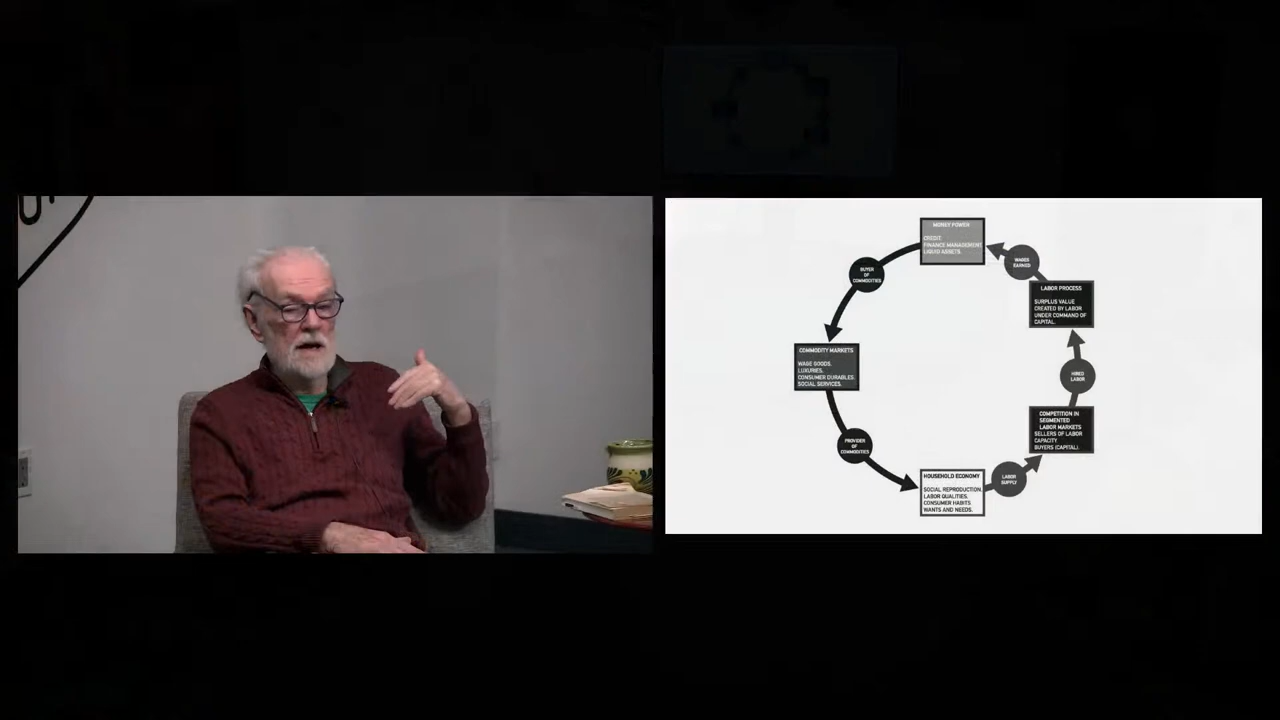 MONEY POWER
CREDIT.
FINANCE MANAGEMENT
LIQUID ASSETS.
BUYER
OF
COMMODITIES
WAGES
EARNED
LABOR PROCESS
SURPLUS VALUE
CREATED BY LABOR
UNDER COMMAND OF
CAPITAL.
COMMODITY MARKETS
WAGE GOODS.
LUXURIES.
CONSUMER DURABLES.
SOCIAL SERVICES.
HIRED
LABOR
COMPETITION IN
SEGMENTED
LABOR MARKETS
SELLERS OF LABOR
CAPACITY
BUYERS (CAPITAL).
PROVIDER
OF
COMMODITIES
LABOR
SUPPLY
HOUSEHOLD ECONOMY
SOCIAL REPRODUCTION.
LABOR QUALITIES.
CONSUMER HABITS
WANTS AND NEEDS.